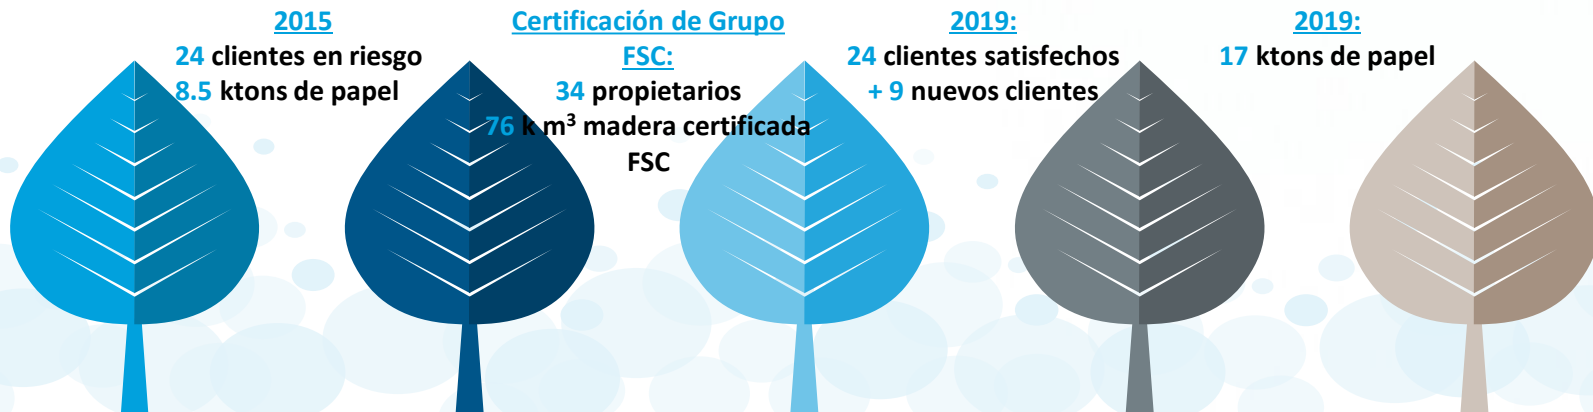 2015
24 clientes en riesgo
8.5 ktons de papel
Certificación de Grupo
FSC:
34 propietarios
76 k m³ madera certificada
FSC
2019:
24 clientes satisfechos
+ 9 nuevos clientes
2019:
17 ktons de papel